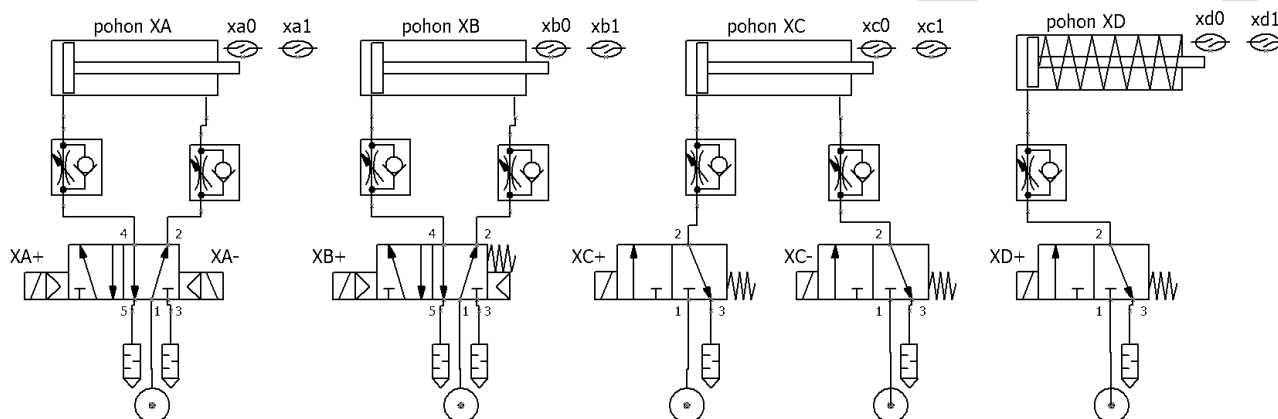 pohon XA xa0 xa1
pohon XB xb0 xb1
pohon XC xc0 xc1
pohon XD xd0 xd1
4 2
XA+ XA-
5 1 3
4 2
XB+
5 1 3
2
XC+
1 3
2
XC-
1 3
2
XD+
1 3